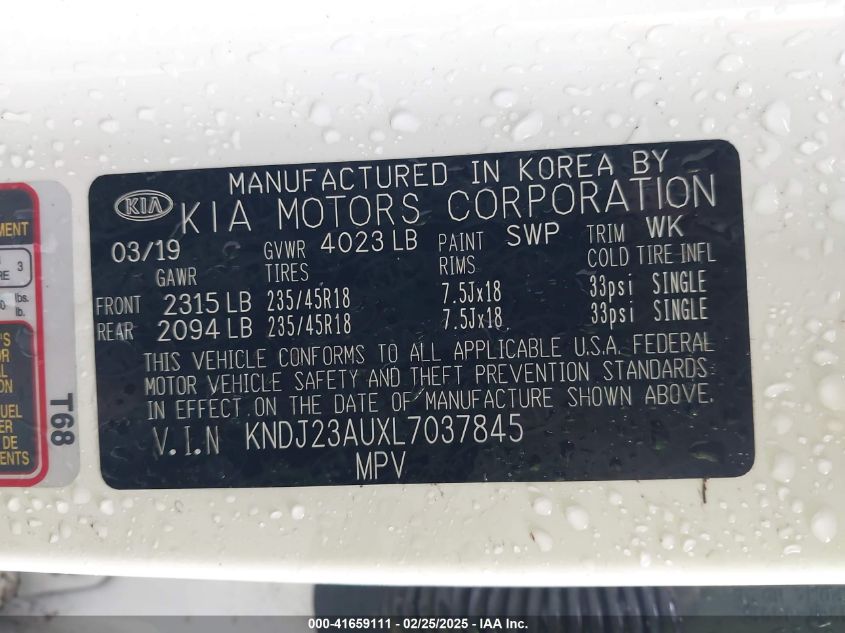 MANUFACTURED IN KOREA BY
KIA KIA MOTORS CORPORATION
03/19 GVWR 4023 LB PAINT SWP TRIM WK
GAWR TIRES RIMS COLD TIRE INFL
FRONT 2315 LB 235/45R18 7.5Jx18 33psi SINGLE
REAR 2094 LB 235/45R18 7.5Jx18 33psi SINGLE
THIS VEHICLE CONFORMS TO ALL APPLICABLE U.S.A. FEDERAL
MOTOR VEHICLE SAFETY AND THEFT PREVENTION STANDARDS
IN EFFECT ON THE DATE OF MANUFACTURE SHOWN ABOVE.
V.I.N KNDJ23AUXL7037845
MPV
T68
000-41659111 - 02/25/2025 - IAA Inc.